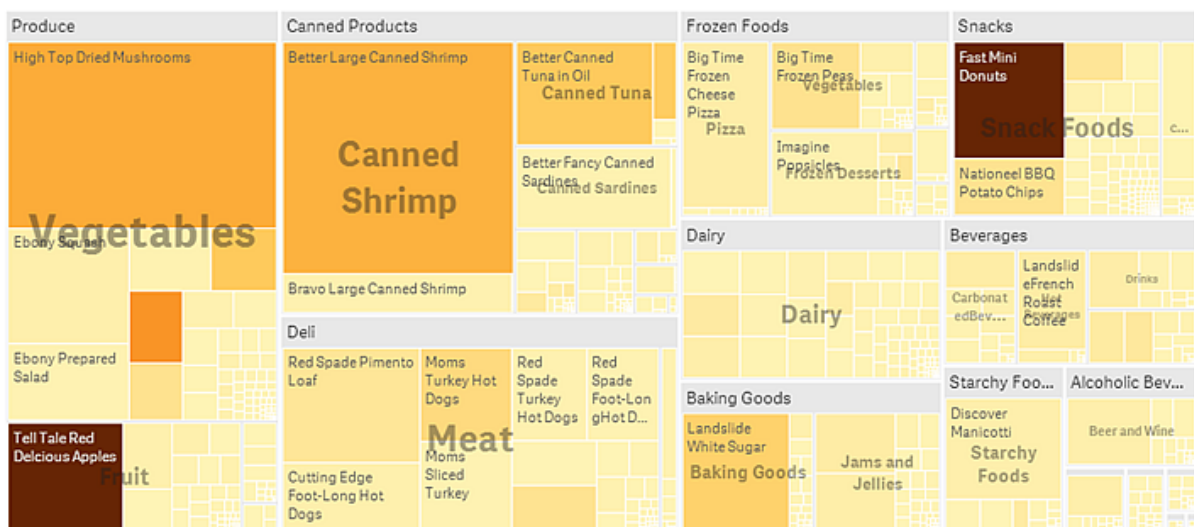 Produce
High Top Dried Mushrooms
Vegetables
Ebony Squash
Ebony Prepared
Salad
Tell Tale Red
Delcious Apples
Fruit
Canned Products
Better Large Canned Shrimp
Canned
Shrimp
Bravo Large Canned Shrimp
Better Canned
Tuna in Oil
Canned Tuna
Better Fancy Canned
Sardines
Canned Sardines
Deli
Red Spade Pimento
Loaf
Cutting Edge
Foot-Long Hot
Dogs
Moms
Turkey Hot
Dogs
Meat
Moms
Sliced
Turkey
Red
Spade
Turkey
Hot Dogs
Red
Spade
Foot-Lon
gHot D...
Frozen Foods
Big Time
Frozen
Cheese
Pizza
Pizza
Big Time
Frozen Peas
Vegetables
Imagine
Popsicles
Frozen Desserts
Dairy
Dairy
Baking Goods
Landslide
White Sugar
Baking Goods
Jams and
Jellies
Snacks
Fast Mini
Donuts
Snack Foods
C...
Nationeel BBQ
Potato Chips
Beverages
Carbonat
edBev...
Landslid
eFrench
Roast
Coffee
Hot
Beverages
Drinks
Starchy Foo...
Discover
Manicotti
Starchy
Foods
Alcoholic Bev...
Beer and Wine